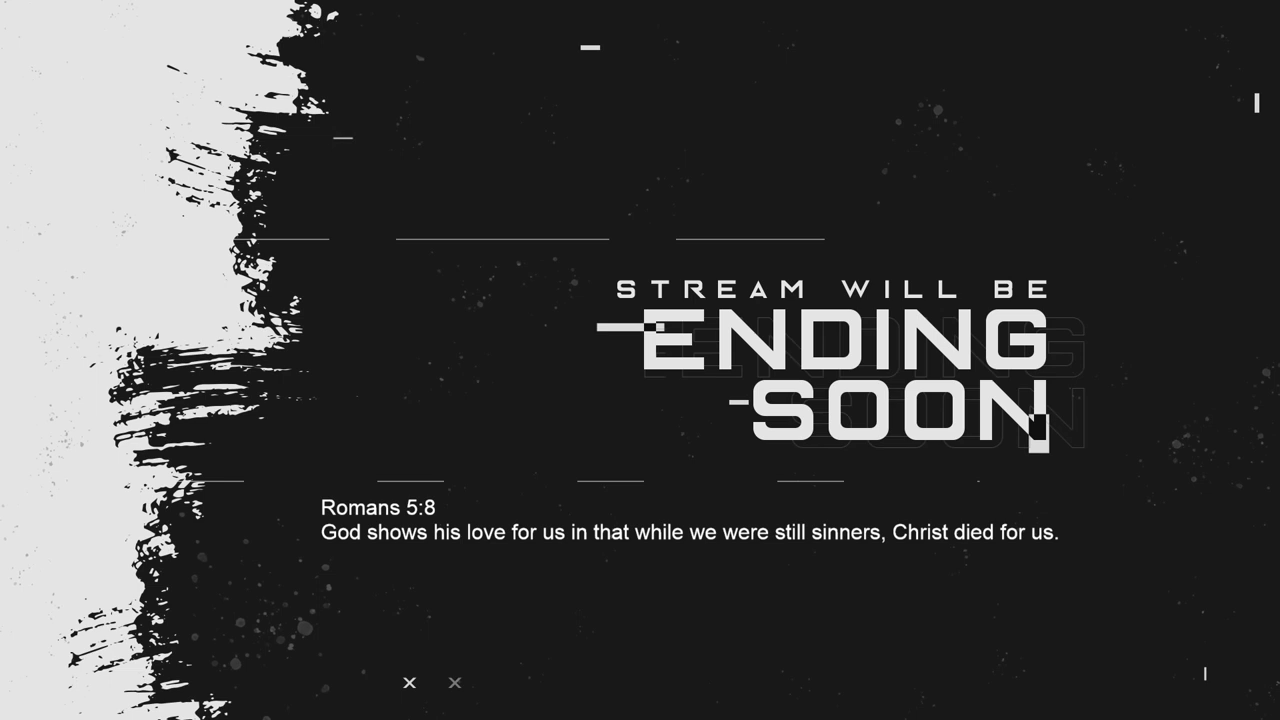 STREAM WILL BE
ENDING
SOON
Romans 5:8
God shows his love for us in that while we were still sinners, Christ died for us.